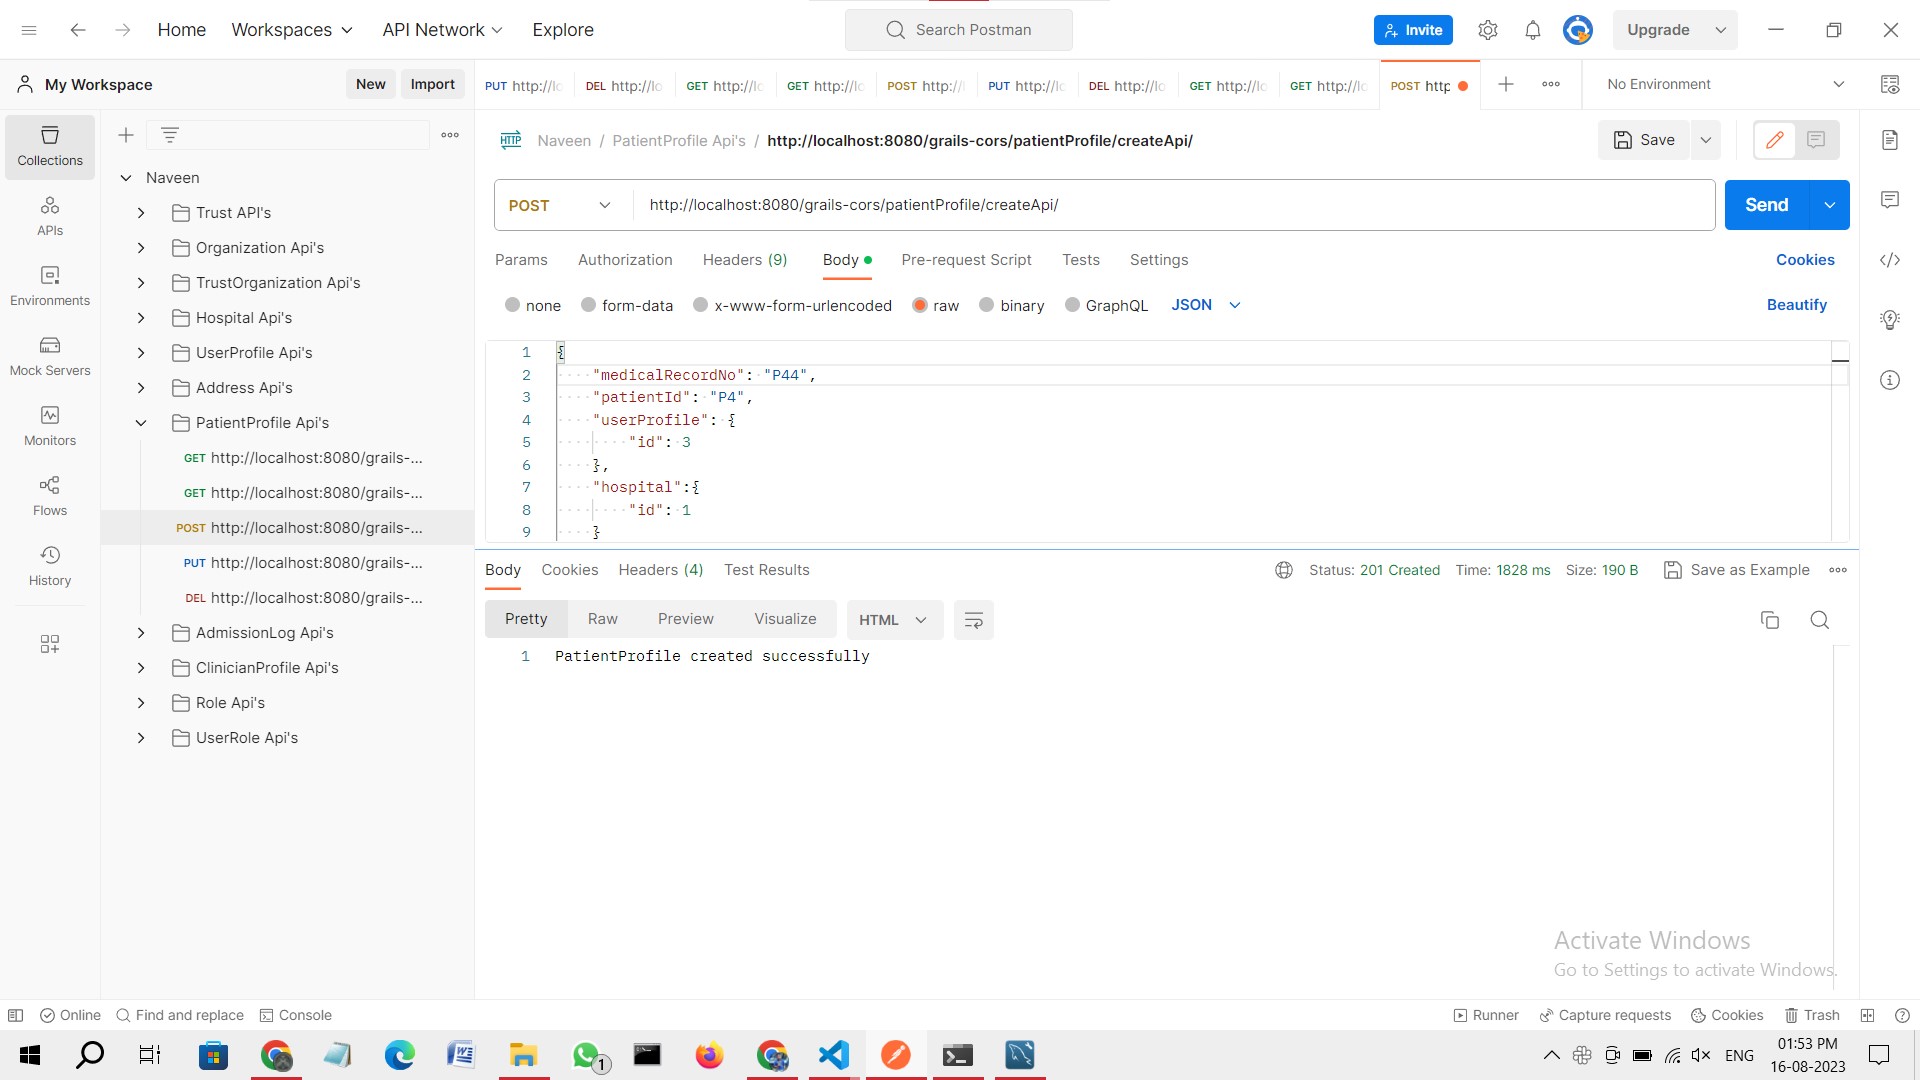 Home Workspaces API Network Explore Search Postman Invite Upgrade
My Workspace New Import
PUT http://lo DEL http://lo GET http://lo GET http://lo POST http:// PUT http://lo DEL http://lo GET http://lo GET http://lo POST http No Environment
Collections
APIs
Environments
Mock Servers
Monitors
Flows
History
Naveen
Trust API's
Organization Api's
TrustOrganization Api's
Hospital Api's
UserProfile Api's
Address Api's
PatientProfile Api's
GET http://localhost:8080/grails-...
GET http://localhost:8080/grails-...
POST http://localhost:8080/grails-...
PUT http://localhost:8080/grails-...
DEL http://localhost:8080/grails-...
AdmissionLog Api's
ClinicianProfile Api's
Role Api's
UserRole Api's
HTTP Naveen / PatientProfile Api's / http://localhost:8080/grails-cors/patientProfile/createApi/ Save
POST http://localhost:8080/grails-cors/patientProfile/createApi/ Send
Params Authorization Headers (9) Body Pre-request Script Tests Settings Cookies
none form-data x-www-form-urlencoded raw binary GraphQL JSON Beautify
1 {
2 "medicalRecordNo": "P44",
3 "patientId": "P4",
4 "userProfile": {
5 "id": 3
6 },
7 "hospital":{
8 "id": 1
9 }
Body Cookies Headers (4) Test Results Status: 201 Created Time: 1828 ms Size: 190 B Save as Example
Pretty Raw Preview Visualize HTML
1 PatientProfile created successfully
Activate Windows
Go to Settings to activate Windows.
Online Find and replace Console Runner Capture requests Cookies Trash
1 ENG 01:53 PM
16-08-2023